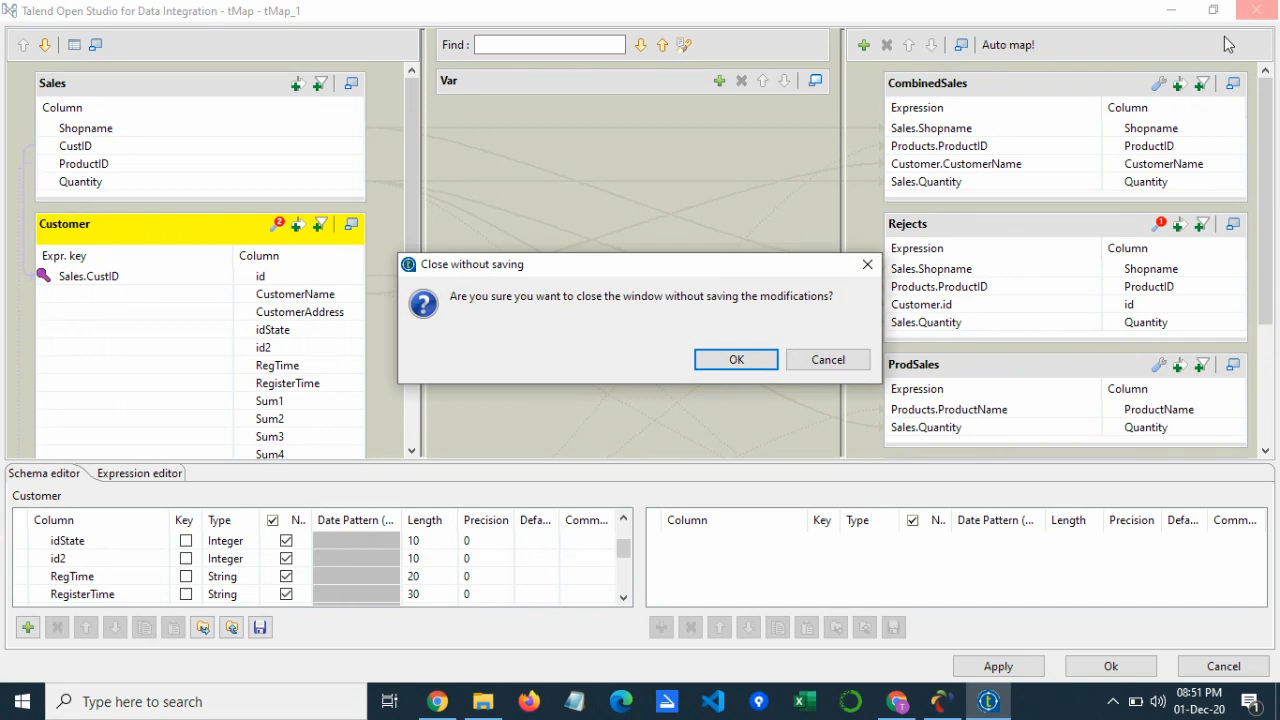 Talend Open Studio for Data Integration - tMap - tMap_1
Find :
Auto map!
Sales
Column
Shopname
CustID
ProductID
Quantity
Customer
2
Expr. key
Column
Sales.CustID
id
CustomerName
CustomerAddress
idState
id2
RegTime
RegisterTime
Sum1
Sum2
Sum3
Sum4
Var
CombinedSales
Expression
Column
Sales.Shopname
Shopname
Products.ProductID
ProductID
Customer.CustomerName
CustomerName
Sales.Quantity
Quantity
Rejects
1
Expression
Column
Sales.Shopname
Shopname
Products.ProductID
ProductID
Customer.id
id
Sales.Quantity
Quantity
ProdSales
Expression
Column
Products.ProductName
ProductName
Sales.Quantity
Quantity
Close without saving
Are you sure you want to close the window without saving the modifications?
OK
Cancel
Schema editor
Expression editor
Customer
Column Key Type N.. Date Pattern (... Length Precision Defa... Comm...
idState Integer 10 0
id2 Integer 10 0
RegTime String 20 0
RegisterTime String 30 0
Column Key Type N.. Date Pattern (... Length Precision Defa... Comm...
Apply
Ok
Cancel
Type here to search
08:51 PM
01-Dec-20
1